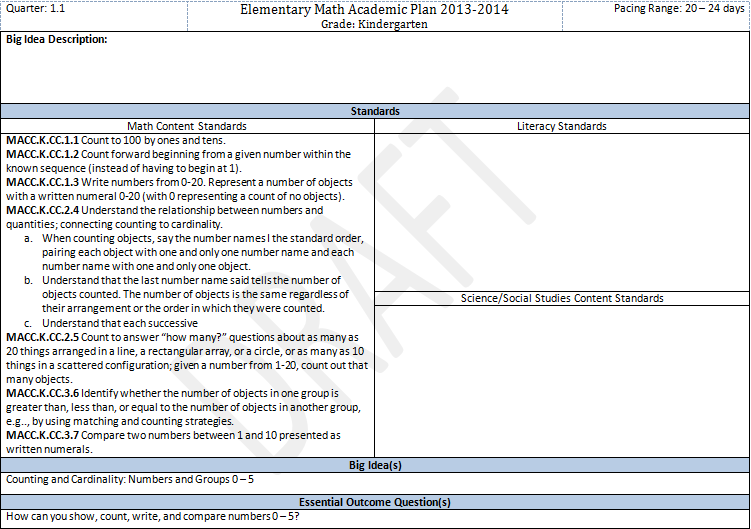 Quarter: 1.1
Elementary Math Academic Plan 2013-2014
Grade: Kindergarten
Pacing Range: 20 – 24 days
Big Idea Description:
Standards
Math Content Standards
MACC.K.CC.1.1 Count to 100 by ones and tens.
MACC.K.CC.1.2 Count forward beginning from a given number within the
known sequence (instead of having to begin at 1).
MACC.K.CC.1.3 Write numbers from 0-20. Represent a number of objects
with a written numeral 0-20 (with 0 representing a count of no objects).
MACC.K.CC.2.4 Understand the relationship between numbers and
quantities; connecting counting to cardinality.
a. When counting objects, say the number names I the standard order,
pairing each object with one and only one number name and each
number name with one and only one object.
b. Understand that the last number name said tells the number of
objects counted. The number of objects is the same regardless of
their arrangement or the order in which they were counted.
c. Understand that each successive
MACC.K.CC.2.5 Count to answer “how many?” questions about as many as
20 things arranged in a line, a rectangular array, or a circle, or as many as 10
things in a scattered configuration; given a number from 1-20, count out that
many objects.
MACC.K.CC.3.6 Identify whether the number of objects in one group is
greater than, less than, or equal to the number of objects in another group,
e.g.., by using matching and counting strategies.
MACC.K.CC.3.7 Compare two numbers between 1 and 10 presented as
written numerals.
Literacy Standards
Science/Social Studies Content Standards
DRAFT
Big Idea(s)
Counting and Cardinality: Numbers and Groups 0 – 5
Essential Outcome Question(s)
How can you show, count, write, and compare numbers 0 – 5?